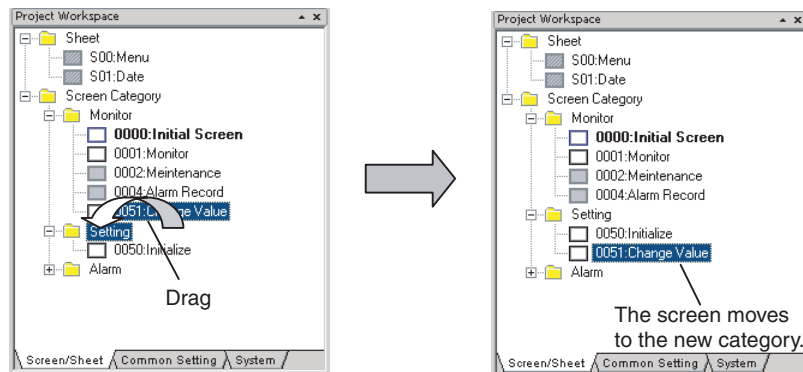 Project Workspace
Sheet
S00:Menu
S01:Date
Screen Category
Monitor
0000:Initial Screen
0001:Monitor
0002:Meintenance
0004:Alarm Record
0051:Change Value
Setting
0050:Initialize
Alarm
Drag
Screen/Sheet Common Setting System
Project Workspace
Sheet
S00:Menu
S01:Date
Screen Category
Monitor
0000:Initial Screen
0001:Monitor
0002:Meintenance
0004:Alarm Record
Setting
0050:Initialize
0051:Change Value
Alarm
The screen moves
to the new category.
Screen/Sheet Common Setting System